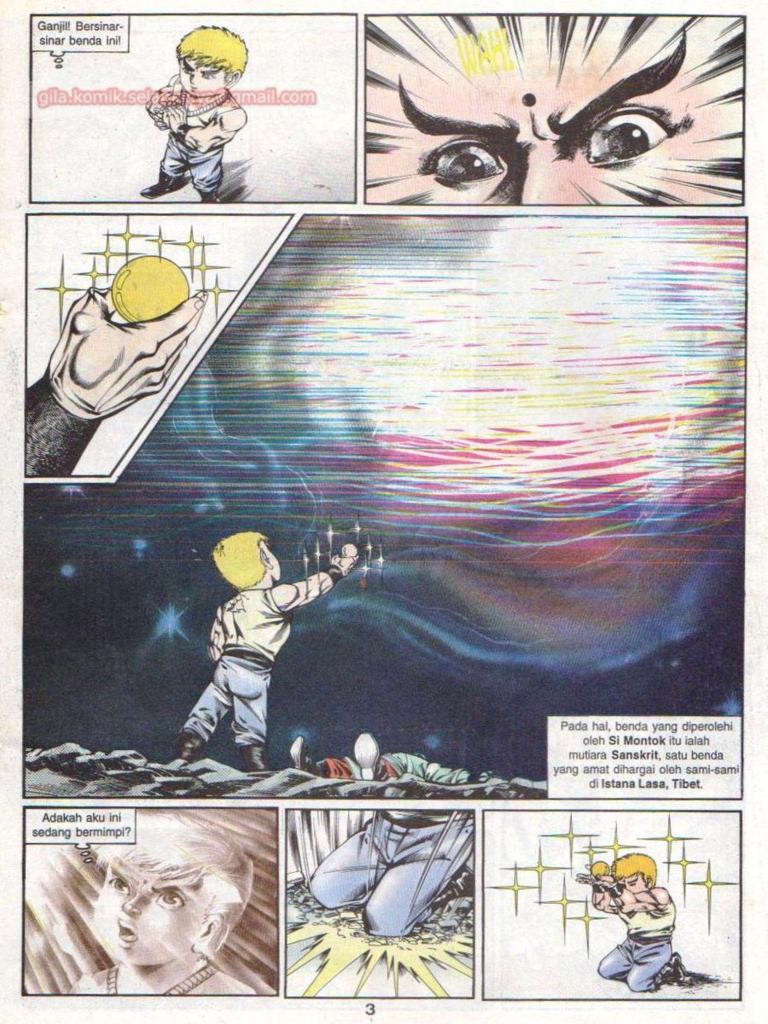 Ganjil! Bersinar-
sinar benda ini!
WAH!
Pada hal, benda yang diperolehi
oleh Si Montok itu ialah
mutiara Sanskrit, satu benda
yang amat dihargai oleh sami-sami
di Istana Lasa, Tibet.
Adakah aku ini
sedang bermimpi?
3